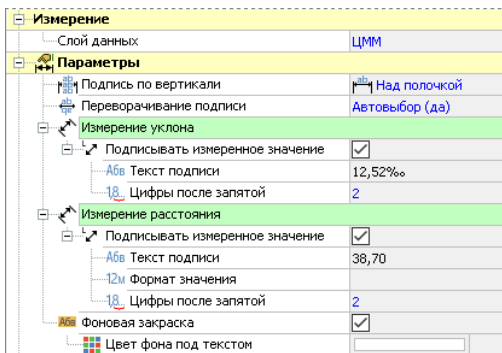 Измерение
Слой данных ЦММ
Параметры
Подпись по вертикали Над полочкой
Переворачивание подписи Автовыбор (да)
Измерение уклона
Подписывать измеренное значение
Абв Текст подписи 12,52‰
1,8.. Цифры после запятой 2
Измерение расстояния
Подписывать измеренное значение
Абв Текст подписи 38,70
12м Формат значения
1,8.. Цифры после запятой 2
Абв Фоновая закраска
Цвет фона под текстом